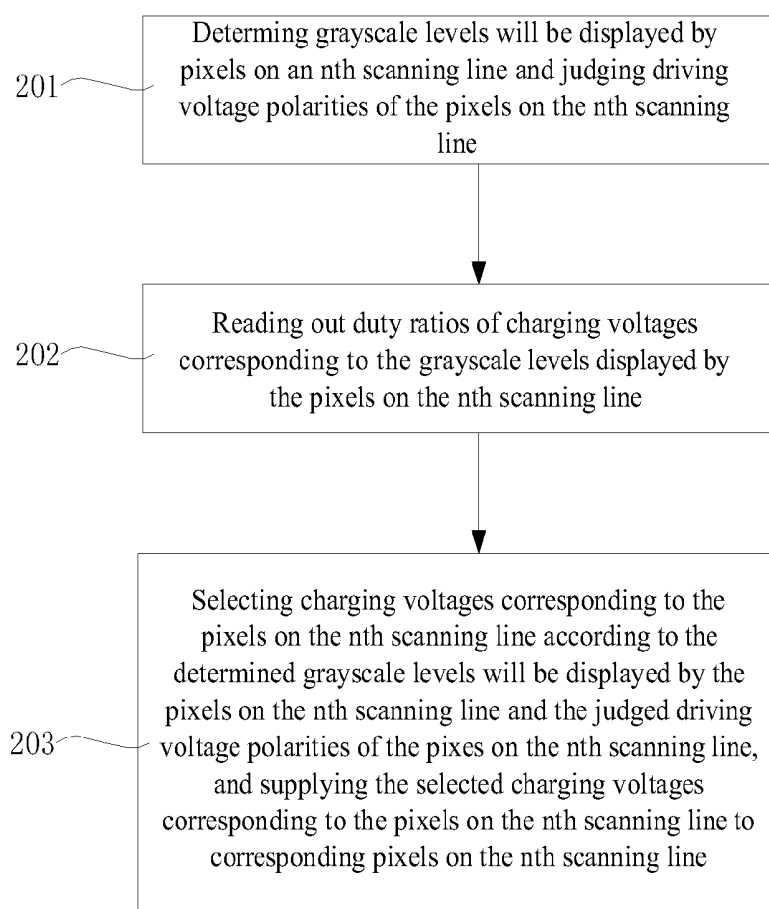 Determing grayscale levels will be displayed by
pixels on an nth scanning line and judging driving
voltage polarities of the pixels on the nth scanning
line
201
Reading out duty ratios of charging voltages
corresponding to the grayscale levels displayed by
the pixels on the nth scanning line
202
Selecting charging voltages corresponding to the
pixels on the nth scanning line according to the
determined grayscale levels will be displayed by the
pixels on the nth scanning line and the judged driving
voltage polarities of the pixes on the nth scanning line,
and supplying the selected charging voltages
corresponding to the pixels on the nth scanning line to
corresponding pixels on the nth scanning line
203